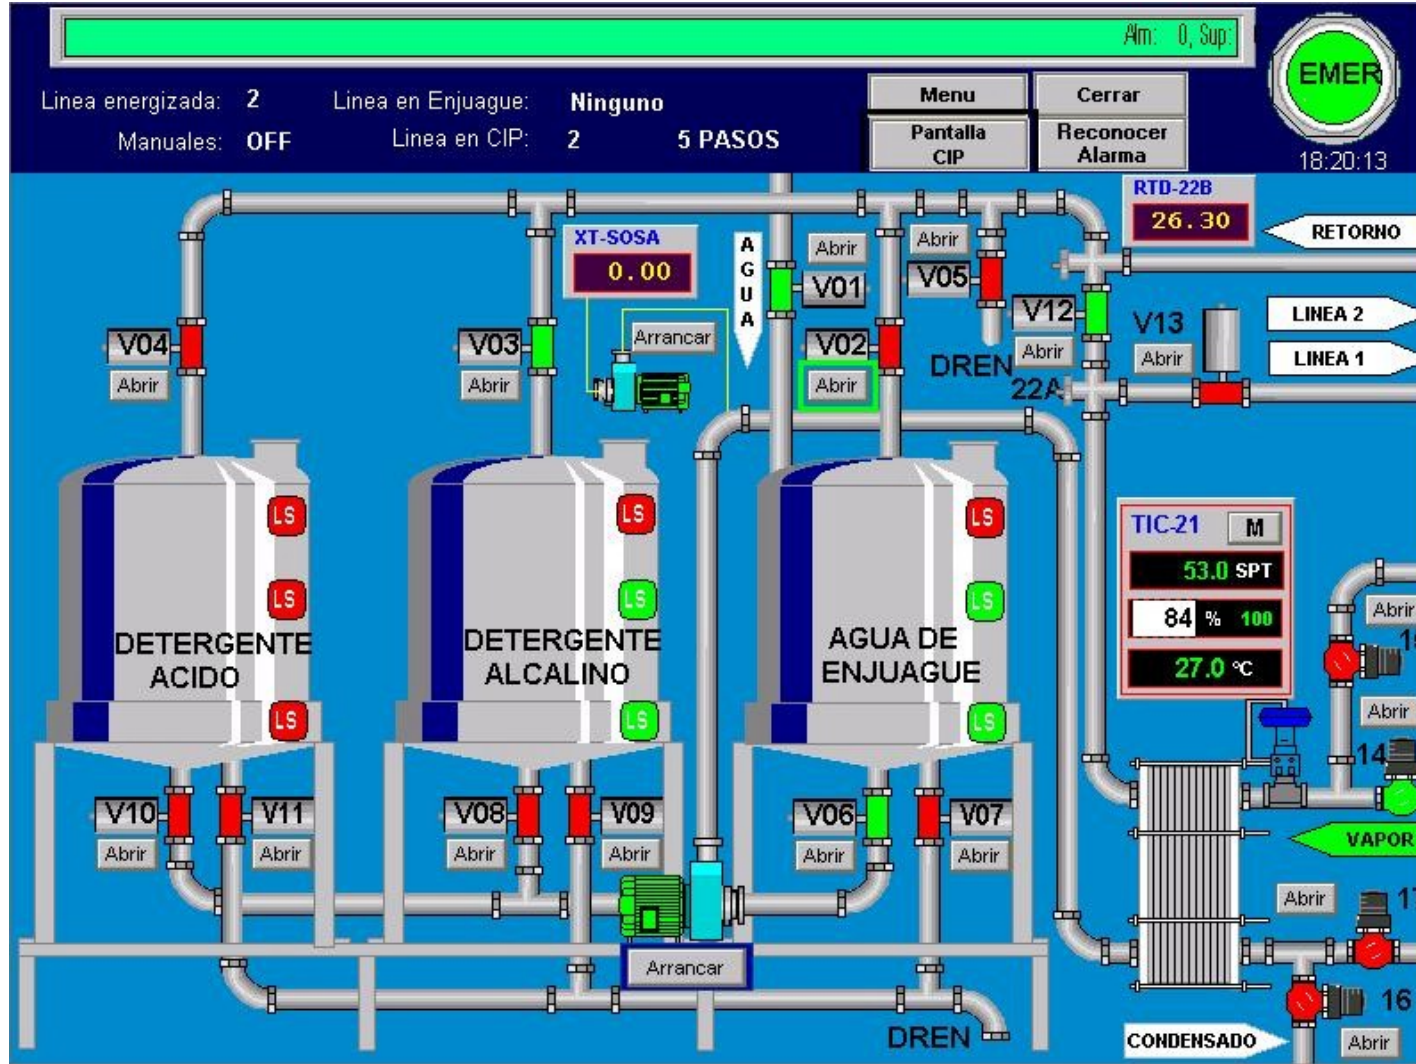 Alm: 0, Sup:
EMER
Linea energizada: 2
Linea en Enjuague: Ninguno
Menu
Cerrar
Manuales: OFF
Linea en CIP: 2 5 PASOS
Pantalla
CIP
Reconocer
Alarma
18:20:13
RTD-22B
26.30
RETORNO
XT-SOSA
0.00
AGUA
Abrir
V01
Abrir
V05
V12
Abrir
V13
Abrir
LINEA 2
LINEA 1
V04
Abrir
V03
Abrir
Arrancar
V02
Abrir
DREN
22A
LS
LS
LS
DETERGENTE
ACIDO
LS
LS
LS
DETERGENTE
ALCALINO
LS
LS
LS
AGUA DE
ENJUAGUE
TIC-21 M
53.0 SPT
84 % 100
27.0 °C
Abrir
Abrir
14
VAPOR
V10
Abrir
V11
Abrir
V08
Abrir
V09
Abrir
V06
Abrir
V07
Abrir
Abrir
17
Arrancar
16
Abrir
DREN
CONDENSADO